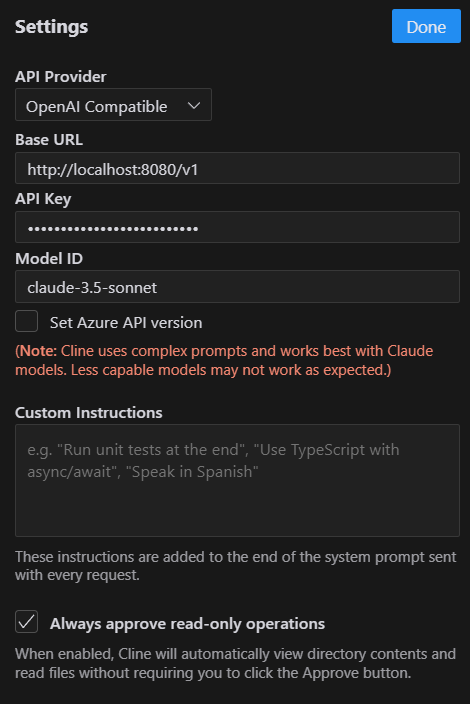 Settings
Done
API Provider
OpenAI Compatible
Base URL
http://localhost:8080/v1
API Key
••••••••••••••••••••••••••
Model ID
claude-3.5-sonnet
Set Azure API version
(Note: Cline uses complex prompts and works best with Claude
models. Less capable models may not work as expected.)
Custom Instructions
e.g. "Run unit tests at the end", "Use TypeScript with
async/await", "Speak in Spanish"
These instructions are added to the end of the system prompt sent
with every request.
Always approve read-only operations
When enabled, Cline will automatically view directory contents and
read files without requiring you to click the Approve button.